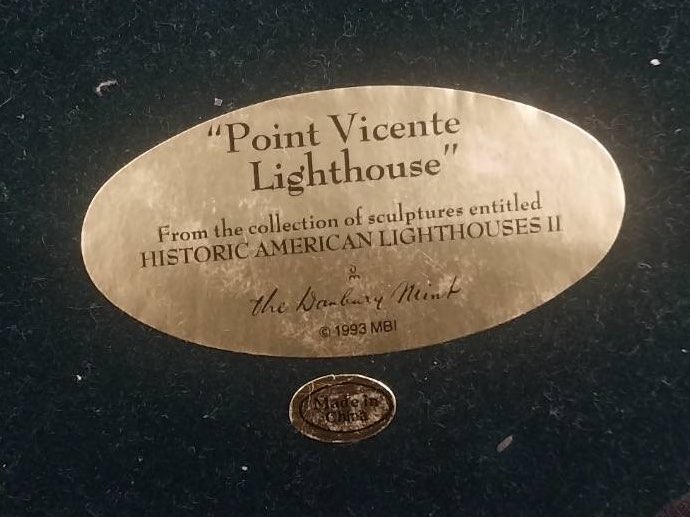 "Point Vicente
Lighthouse"
From the collection of sculptures entitled
HISTORIC AMERICAN LIGHTHOUSES II
the Danbury Mint
© 1993 MBI
Made In
China